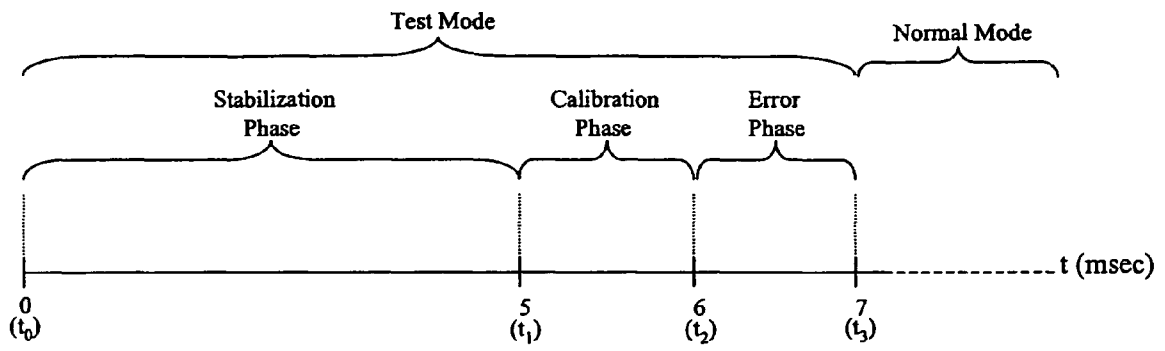 Test Mode
Normal Mode
Stabilization
Phase
Calibration
Phase
Error
Phase
t (msec)
0
(t0)
5
(t1)
6
(t2)
7
(t3)